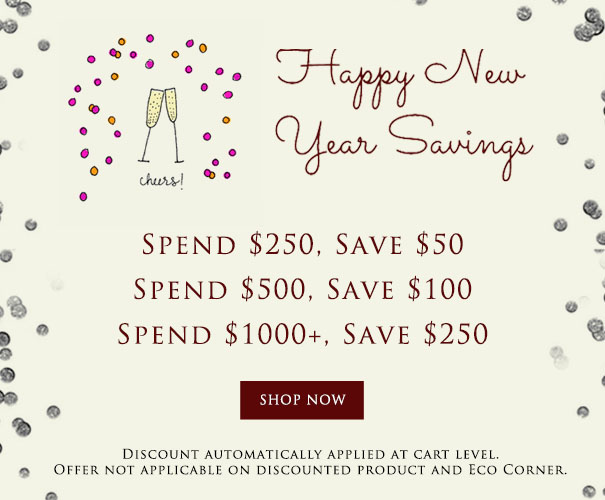 cheers!
Happy New
Year Savings
Spend $250, Save $50
Spend $500, Save $100
Spend $1000+, Save $250
SHOP NOW
Discount automatically applied at cart level.
Offer not applicable on discounted product and Eco Corner.